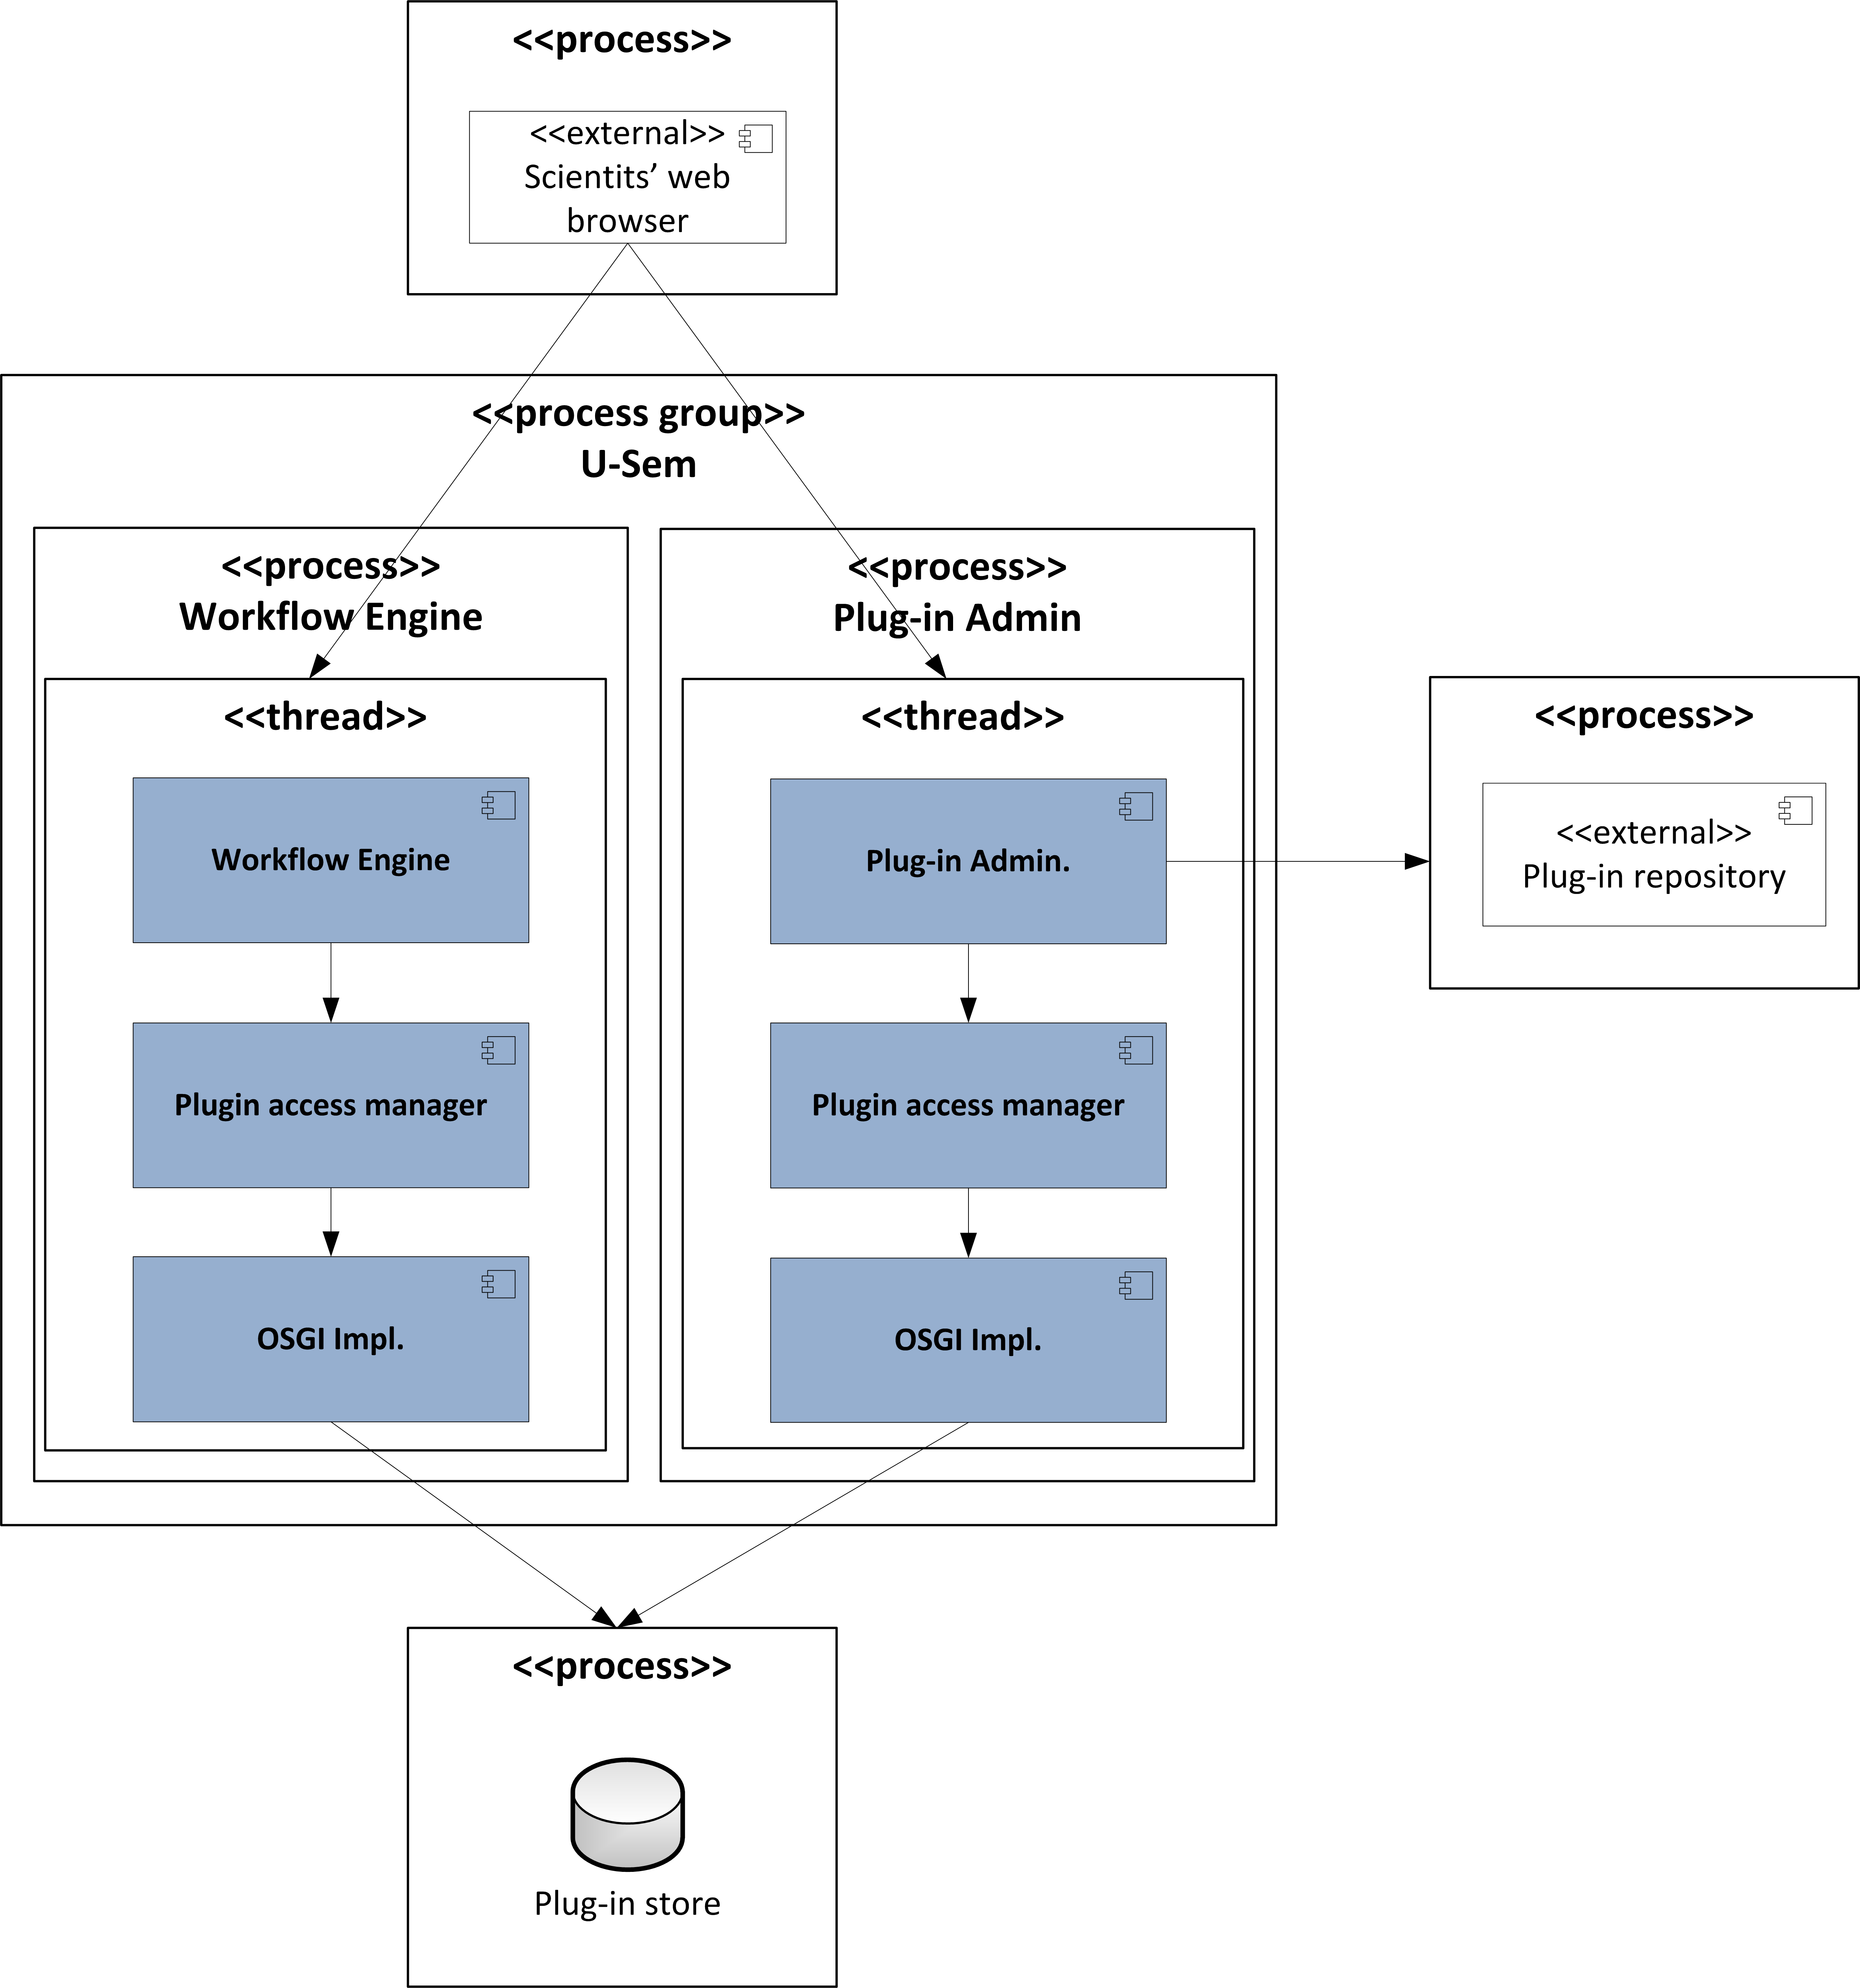 <<process>>
<<external>>
Scientits’ web
browser
<<process group>>
U-Sem
<<process>>
Workflow Engine
<<thread>>
Workflow Engine
Plugin access manager
OSGI Impl.
<<process>>
Plug-in Admin
<<thread>>
Plug-in Admin.
Plugin access manager
OSGI Impl.
<<process>>
<<external>>
Plug-in repository
<<process>>
Plug-in store